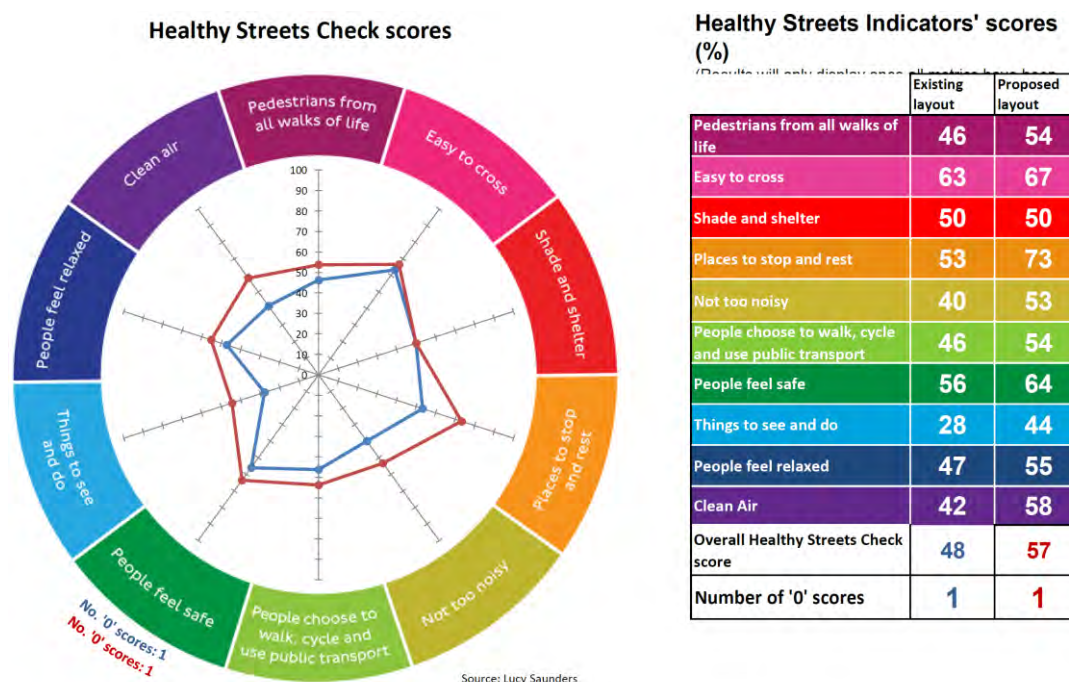 Healthy Streets Check scores
Pedestrians from
all walks of life
Easy to cross
Shade and shelter
Places to stop
and rest
Not too noisy
People choose to
walk, cycle and
use public transport
People feel safe
Things to see
and do
People feel relaxed
Clean air
100
90
80
70
60
50
40
30
20
10
0
No. '0' scores: 1
No. '0' scores: 1
Source: Lucy Saunders
Healthy Streets Indicators' scores
(%)
Existing layout Proposed layout
Pedestrians from all walks of life 46 54
Easy to cross 63 67
Shade and shelter 50 50
Places to stop and rest 53 73
Not too noisy 40 53
People choose to walk, cycle and use public transport 46 54
People feel safe 56 64
Things to see and do 28 44
People feel relaxed 47 55
Clean Air 42 58
Overall Healthy Streets Check score 48 57
Number of '0' scores 1 1